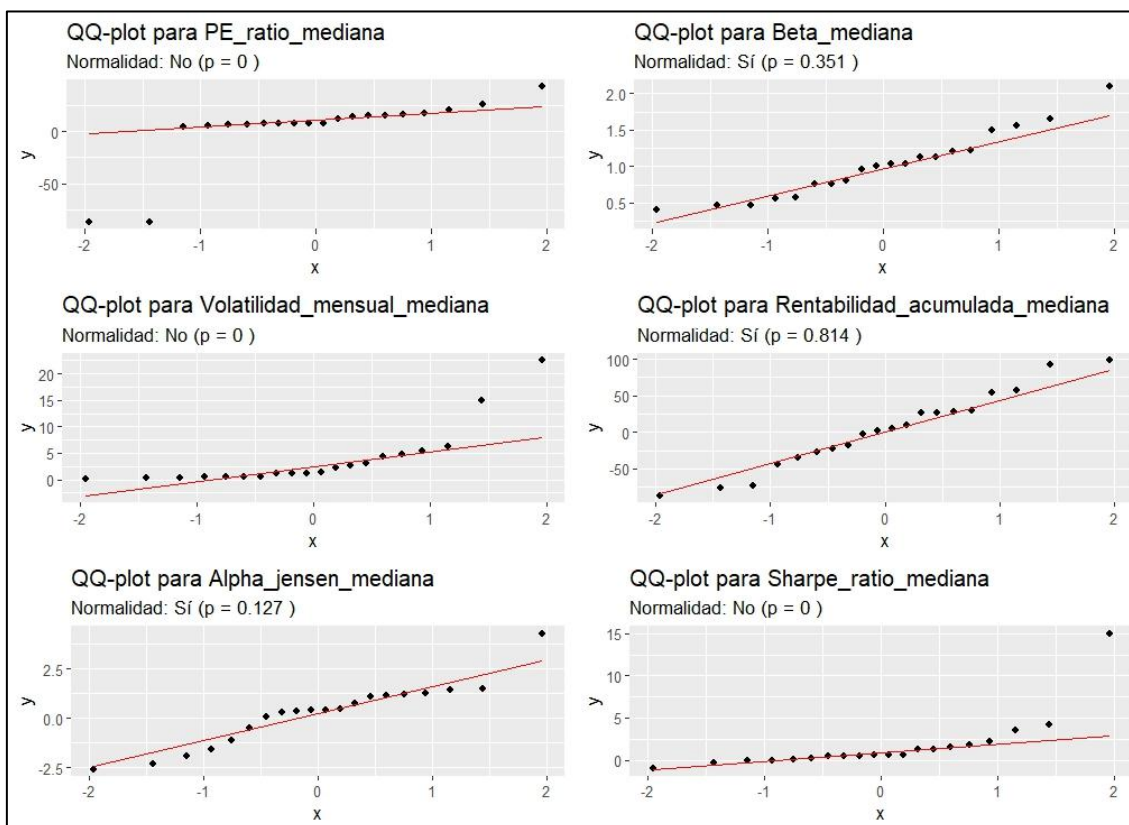 QQ-plot para PE_ratio_mediana
Normalidad: No (p = 0 )
0
-50
y
-2 -1 0 1 2
x
QQ-plot para Beta_mediana
Normalidad: Sí (p = 0.351 )
2.0
1.5
1.0
0.5
y
-2 -1 0 1 2
x
QQ-plot para Volatilidad_mensual_mediana
Normalidad: No (p = 0 )
20
15
10
5
0
y
-2 -1 0 1 2
x
QQ-plot para Rentabilidad_acumulada_mediana
Normalidad: Sí (p = 0.814 )
100
50
0
-50
y
-2 -1 0 1 2
x
QQ-plot para Alpha_jensen_mediana
Normalidad: Sí (p = 0.127 )
2.5
0.0
-2.5
y
-2 -1 0 1 2
x
QQ-plot para Sharpe_ratio_mediana
Normalidad: No (p = 0 )
15
10
5
0
y
-2 -1 0 1 2
x